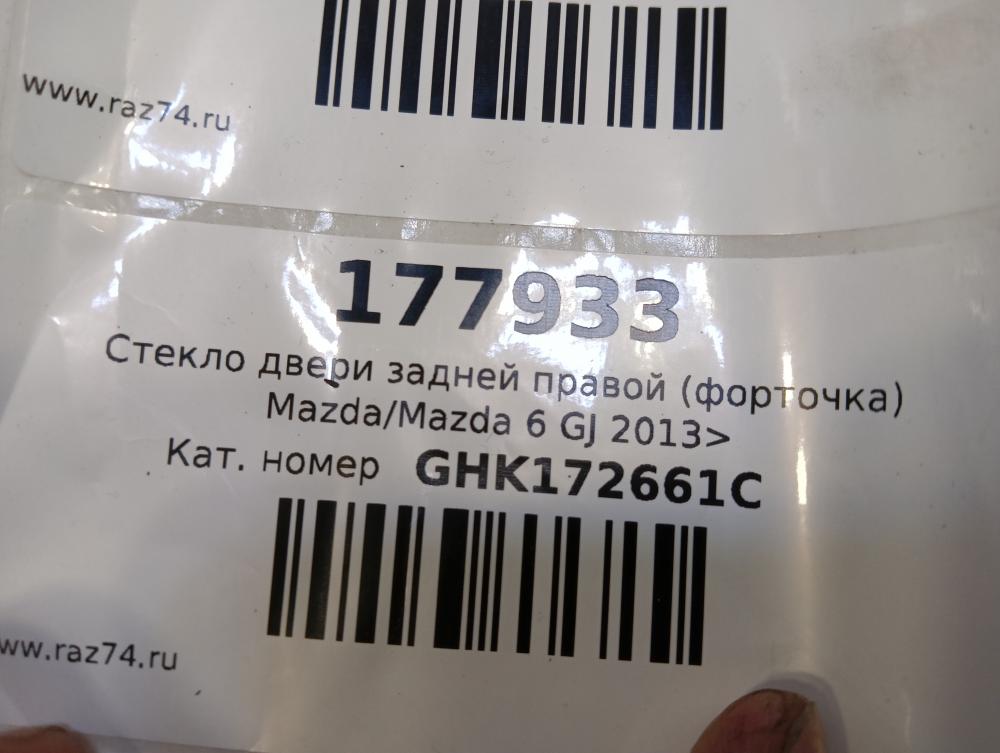 www.raz74.ru
177933
Стекло двери задней правой (форточка)
Mazda/Mazda 6 GJ 2013>
Кат. номер GHK172661C
ww.raz74.ru